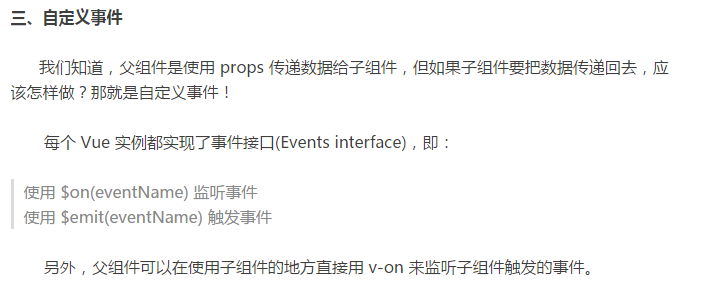 三、自定义事件
我们知道，父组件是使用 props 传递数据给子组件，但如果子组件要把数据传递回去，应
该怎样做？那就是自定义事件！
每个 Vue 实例都实现了事件接口(Events interface)，即：
使用 $on(eventName) 监听事件
使用 $emit(eventName) 触发事件
另外，父组件可以在使用子组件的地方直接用 v-on 来监听子组件触发的事件。